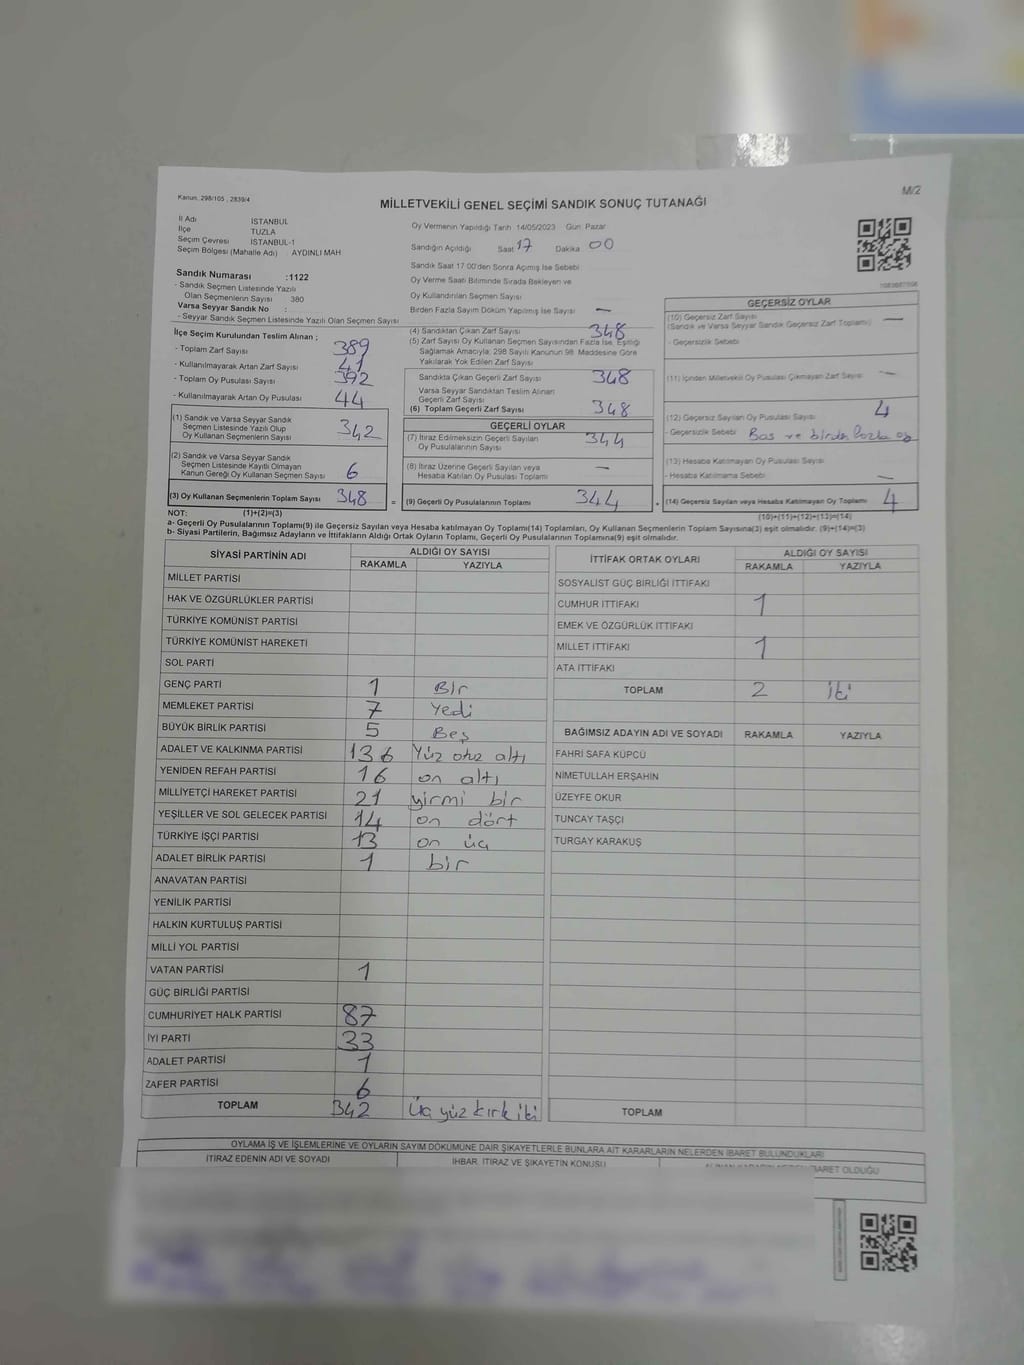 Kanun, 298/105 , 2839/4
M/2
MİLLETVEKİLİ GENEL SEÇİMİ SANDIK SONUÇ TUTANAĞI
İl Adı İSTANBUL
İlçe TUZLA
Seçim Çevresi İSTANBUL-1
Seçim Bölgesi (Mahalle Adı) AYDINLI MAH
Oy Vermenin Yapıldığı Tarih 14/05/2023 Gün Pazar
Sandığın Açıldığı Saat 17 Dakika 00
Sandık Saat 17 00'den Sonra Açımış İse Sebebi
Oy Verme Saati Bitiminde Sırada Bekleyen ve
Oy Kullandırılan Seçmen Sayısı
Birden Fazla Sayım Döküm Yapılmış İse Sayısı —
Sandık Numarası :1122
- Sandık Seçmen Listesinde Yazılı
Olan Seçmenlerin Sayısı 380
Varsa Seyyar Sandık No :
- Seyyar Sandık Seçmen Listesinde Yazılı Olan Seçmen Sayısı
İlçe Seçim Kurulundan Teslim Alınan ;
- Toplam Zarf Sayısı 389
- Kullanılmayarak Artan Zarf Sayısı 41
- Toplam Oy Pusulası Sayısı 392
- Kullanılmayarak Artan Oy Pusulası 44
(1) Sandık ve Varsa Seyyar Sandık
Seçmen Listesinde Yazılı Olup
Oy Kullanan Seçmenlerin Sayısı 342
(2) Sandık ve Varsa Seyyar Sandık
Seçmen Listesinde Kayıtlı Olmayan
Kanun Gereği Oy Kullanan Seçmen Sayısı 6
(3) Oy Kullanan Seçmenlerin Toplam Sayısı 348 =
(4) Sandıktan Çıkan Zarf Sayısı 348
(5) Zarf Sayısı Oy Kullanan Seçmen Sayısından Fazla İse, Eşitliği
Sağlamak Amacıyla; 298 Sayılı Kanunun 98 Maddesine Göre
Yakılarak Yok Edilen Zarf Sayısı
Sandıkta Çıkan Geçerli Zarf Sayısı 348
Varsa Seyyar Sandıktan Teslim Alınan
Geçerli Zarf Sayısı
(6) Toplam Geçerli Zarf Sayısı 348
GEÇERLİ OYLAR
(7) İtiraz Edilmeksizin Geçerli Sayılan
Oy Pusulalarının Sayısı 344
(8) İtiraz Üzerine Geçerli Sayılan veya
Hesaba Katılan Oy Pusulası Toplamı —
(9) Geçerli Oy Pusulalarının Toplamı 344 +
GEÇERSİZ OYLAR
(10) Geçersiz Zarf Sayısı
(Sandık ve Varsa Seyyar Sandık Geçersiz Zarf Toplamı) —
- Geçersizlik Sebebi
(11) İçinden Milletvekili Oy Pusulası Çıkmayan Zarf Sayısı —
(12) Geçersiz Sayılan Oy Pusulası Sayısı 4
- Geçersizlik Sebebi Bos ve birden fazla oy
(13) Hesaba Katılmayan Oy Pusulası Sayısı
- Hesaba Katılmama Sebebi —
(14) Geçersiz Sayılan veya Hesaba Katılmayan Oy Toplamı 4
NOT: (1)+(2)=(3)
(10)+(11)+(12)+(13)=(14)
a- Geçerli Oy Pusulalarının Toplamı(9) ile Geçersiz Sayılan veya Hesaba katılmayan Oy Toplamı(14) Toplamları, Oy Kullanan Seçmenlerin Toplam Sayısına(3) eşit olmalıdır. (9)+(14)=(3)
b- Siyasi Partilerin, Bağımsız Adayların ve İttifakların Aldığı Ortak Oyların Toplamı, Geçerli Oy Pusulalarının Toplamına(9) eşit olmalıdır.
SİYASİ PARTİNİN ADI ALDIĞI OY SAYISI
RAKAMLA YAZIYLA
MİLLET PARTİSİ
HAK VE ÖZGÜRLÜKLER PARTİSİ
TÜRKİYE KOMÜNİST PARTİSİ
TÜRKİYE KOMÜNİST HAREKETİ
SOL PARTİ
GENÇ PARTİ 1 Bir
MEMLEKET PARTİSİ 7 Yedi
BÜYÜK BİRLİK PARTİSİ 5 Beş
ADALET VE KALKINMA PARTİSİ 136 Yüz otuz altı
YENİDEN REFAH PARTİSİ 16 on altı
MİLLİYETÇİ HAREKET PARTİSİ 21 yirmi bir
YEŞİLLER VE SOL GELECEK PARTİSİ 14 on dört
TÜRKİYE İŞÇİ PARTİSİ 13 on üç
ADALET BİRLİK PARTİSİ 1 bir
ANAVATAN PARTİSİ
YENİLİK PARTİSİ
HALKIN KURTULUŞ PARTİSİ
MİLLİ YOL PARTİSİ
VATAN PARTİSİ 1
GÜÇ BİRLİĞİ PARTİSİ
CUMHURİYET HALK PARTİSİ 87
İYİ PARTİ 33
ADALET PARTİSİ 1
ZAFER PARTİSİ 6
TOPLAM 342 Üç yüz kırk iki
İTTİFAK ORTAK OYLARI ALDIĞI OY SAYISI
RAKAMLA YAZIYLA
SOSYALİST GÜÇ BİRLİĞİ İTTİFAKI
CUMHUR İTTİFAKI 1
EMEK VE ÖZGÜRLÜK İTTİFAKI
MİLLET İTTİFAKI 1
ATA İTTİFAKI
TOPLAM 2 iki
BAĞIMSIZ ADAYIN ADI VE SOYADI RAKAMLA YAZIYLA
FAHRİ SAFA KÜPCÜ
NİMETULLAH ERŞAHİN
ÜZEYFE OKUR
TUNCAY TAŞÇI
TURGAY KARAKUŞ
TOPLAM
OYLAMA İŞ VE İŞLEMLERİNE VE OYLARIN SAYIM DÖKÜMÜNE DAİR ŞİKAYETLERLE BUNLARA AİT KARARLARIN NELERDEN İBARET BULUNDUKLARI
İTİRAZ EDENİN ADI VE SOYADI İHBAR, İTİRAZ VE ŞİKAYETİN KONUSU